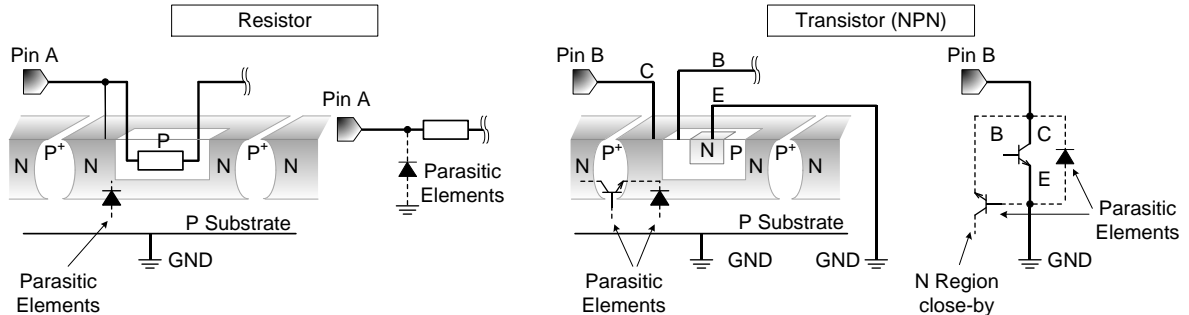 Resistor
Pin A
N
P+
N
P
N
P+
N
Parasitic
Elements
P Substrate
GND
Pin A
Parasitic
Elements
Transistor (NPN)
Pin B
C
B
E
N
P+
N
N
P
N
P+
N
P Substrate
GND
GND
Parasitic
Elements
Pin B
B
C
E
Parasitic
Elements
N Region
close-by
GND